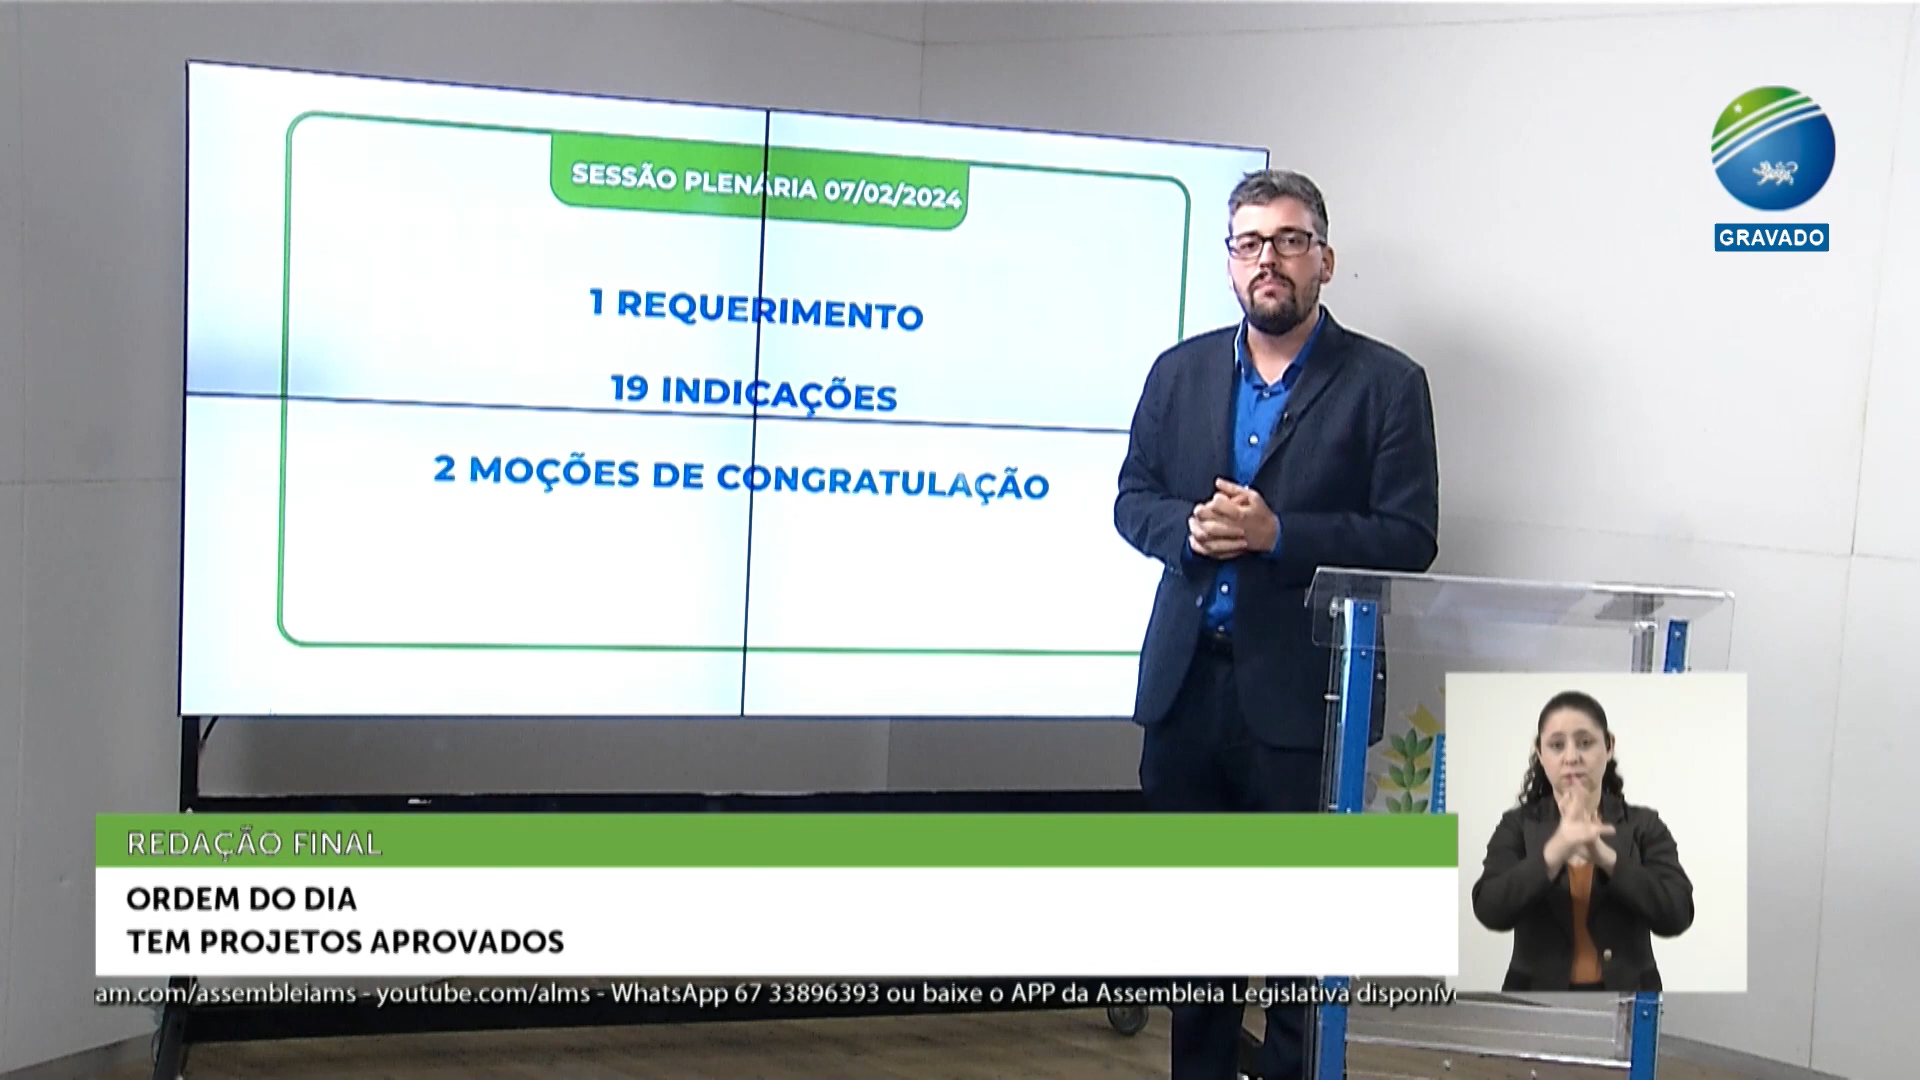 SESSÃO PLENÁRIA 07/02/2024
1 REQUERIMENTO
19 INDICAÇÕES
2 MOÇÕES DE CONGRATULAÇÃO
GRAVADO
REDAÇÃO FINAL
ORDEM DO DIA
TEM PROJETOS APROVADOS
am.com/assembleiams - youtube.com/alms - WhatsApp 67 33896393 ou baixe o APP da Assembleia Legislativa disponív